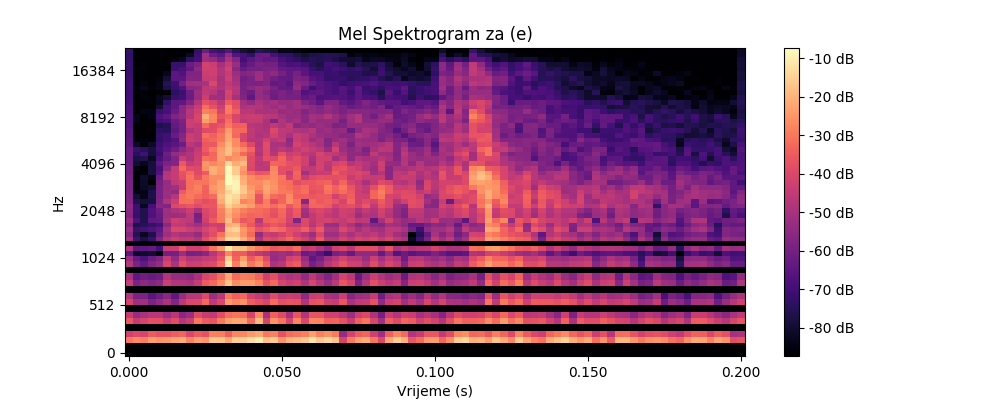 Mel Spektrogram za (e)
Hz
16384
8192
4096
2048
1024
512
0
0.000 0.050 0.100 0.150 0.200
Vrijeme (s)
-10 dB
-20 dB
-30 dB
-40 dB
-50 dB
-60 dB
-70 dB
-80 dB